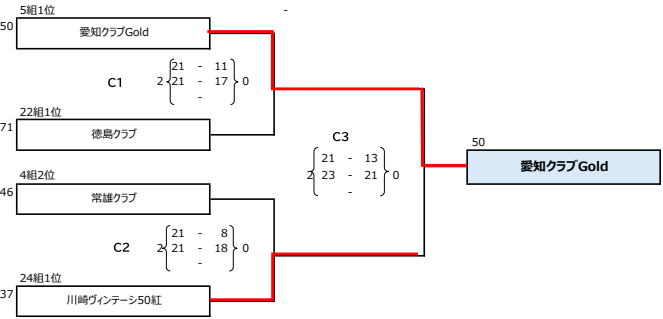 5組1位
-
50
愛知クラブGold
C1
21 - 11
2 21 - 17 0
-
22組1位
71
徳島クラブ
C3
21 - 13
2 23 - 21 0
-
50
愛知クラブGold
4組2位
46
常雄クラブ
C2
21 - 8
2 21 - 18 0
-
24組1位
37
川崎ヴィンテージ50紅